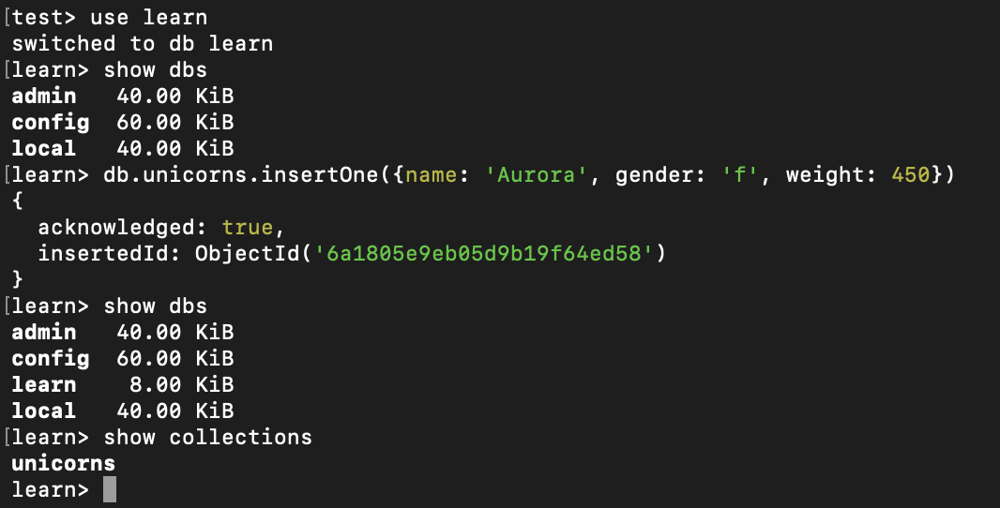 [test> use learn
switched to db learn
[learn> show dbs
admin   40.00 KiB
config  60.00 KiB
local   40.00 KiB
[learn> db.unicorns.insertOne({name: 'Aurora', gender: 'f', weight: 450})
{
  acknowledged: true,
  insertedId: ObjectId('6a1805e9eb05d9b19f64ed58')
}
[learn> show dbs
admin   40.00 KiB
config  60.00 KiB
learn    8.00 KiB
local   40.00 KiB
[learn> show collections
unicorns
learn>